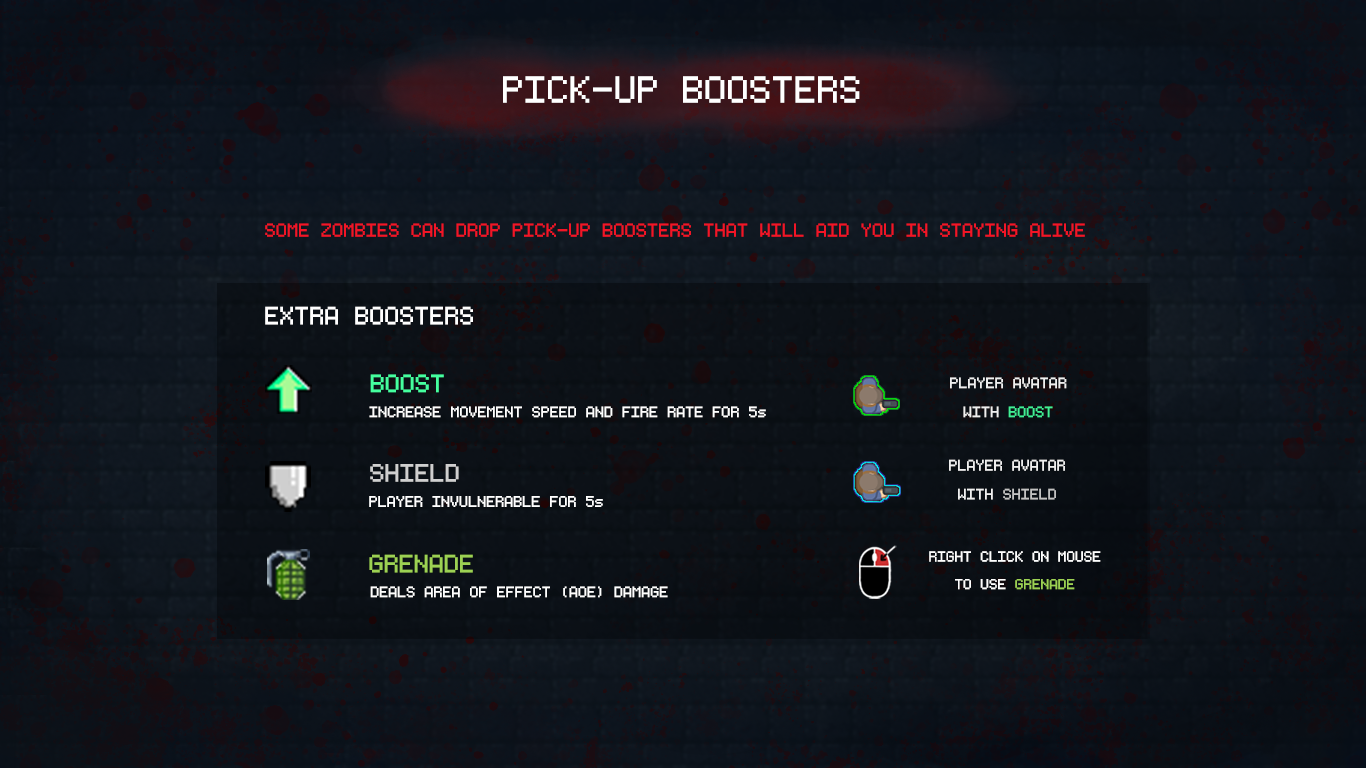 PICK-UP BOOSTERS
SOME ZOMBIES CAN DROP PICK-UP BOOSTERS THAT WILL AID YOU IN STAYING ALIVE
EXTRA BOOSTERS
BOOST
INCREASE MOVEMENT SPEED AND FIRE RATE FOR 5s
PLAYER AVATAR
WITH BOOST
SHIELD
PLAYER INVULNERABLE FOR 5s
PLAYER AVATAR
WITH SHIELD
GRENADE
DEALS AREA OF EFFECT (AOE) DAMAGE
RIGHT CLICK ON MOUSE
TO USE GRENADE